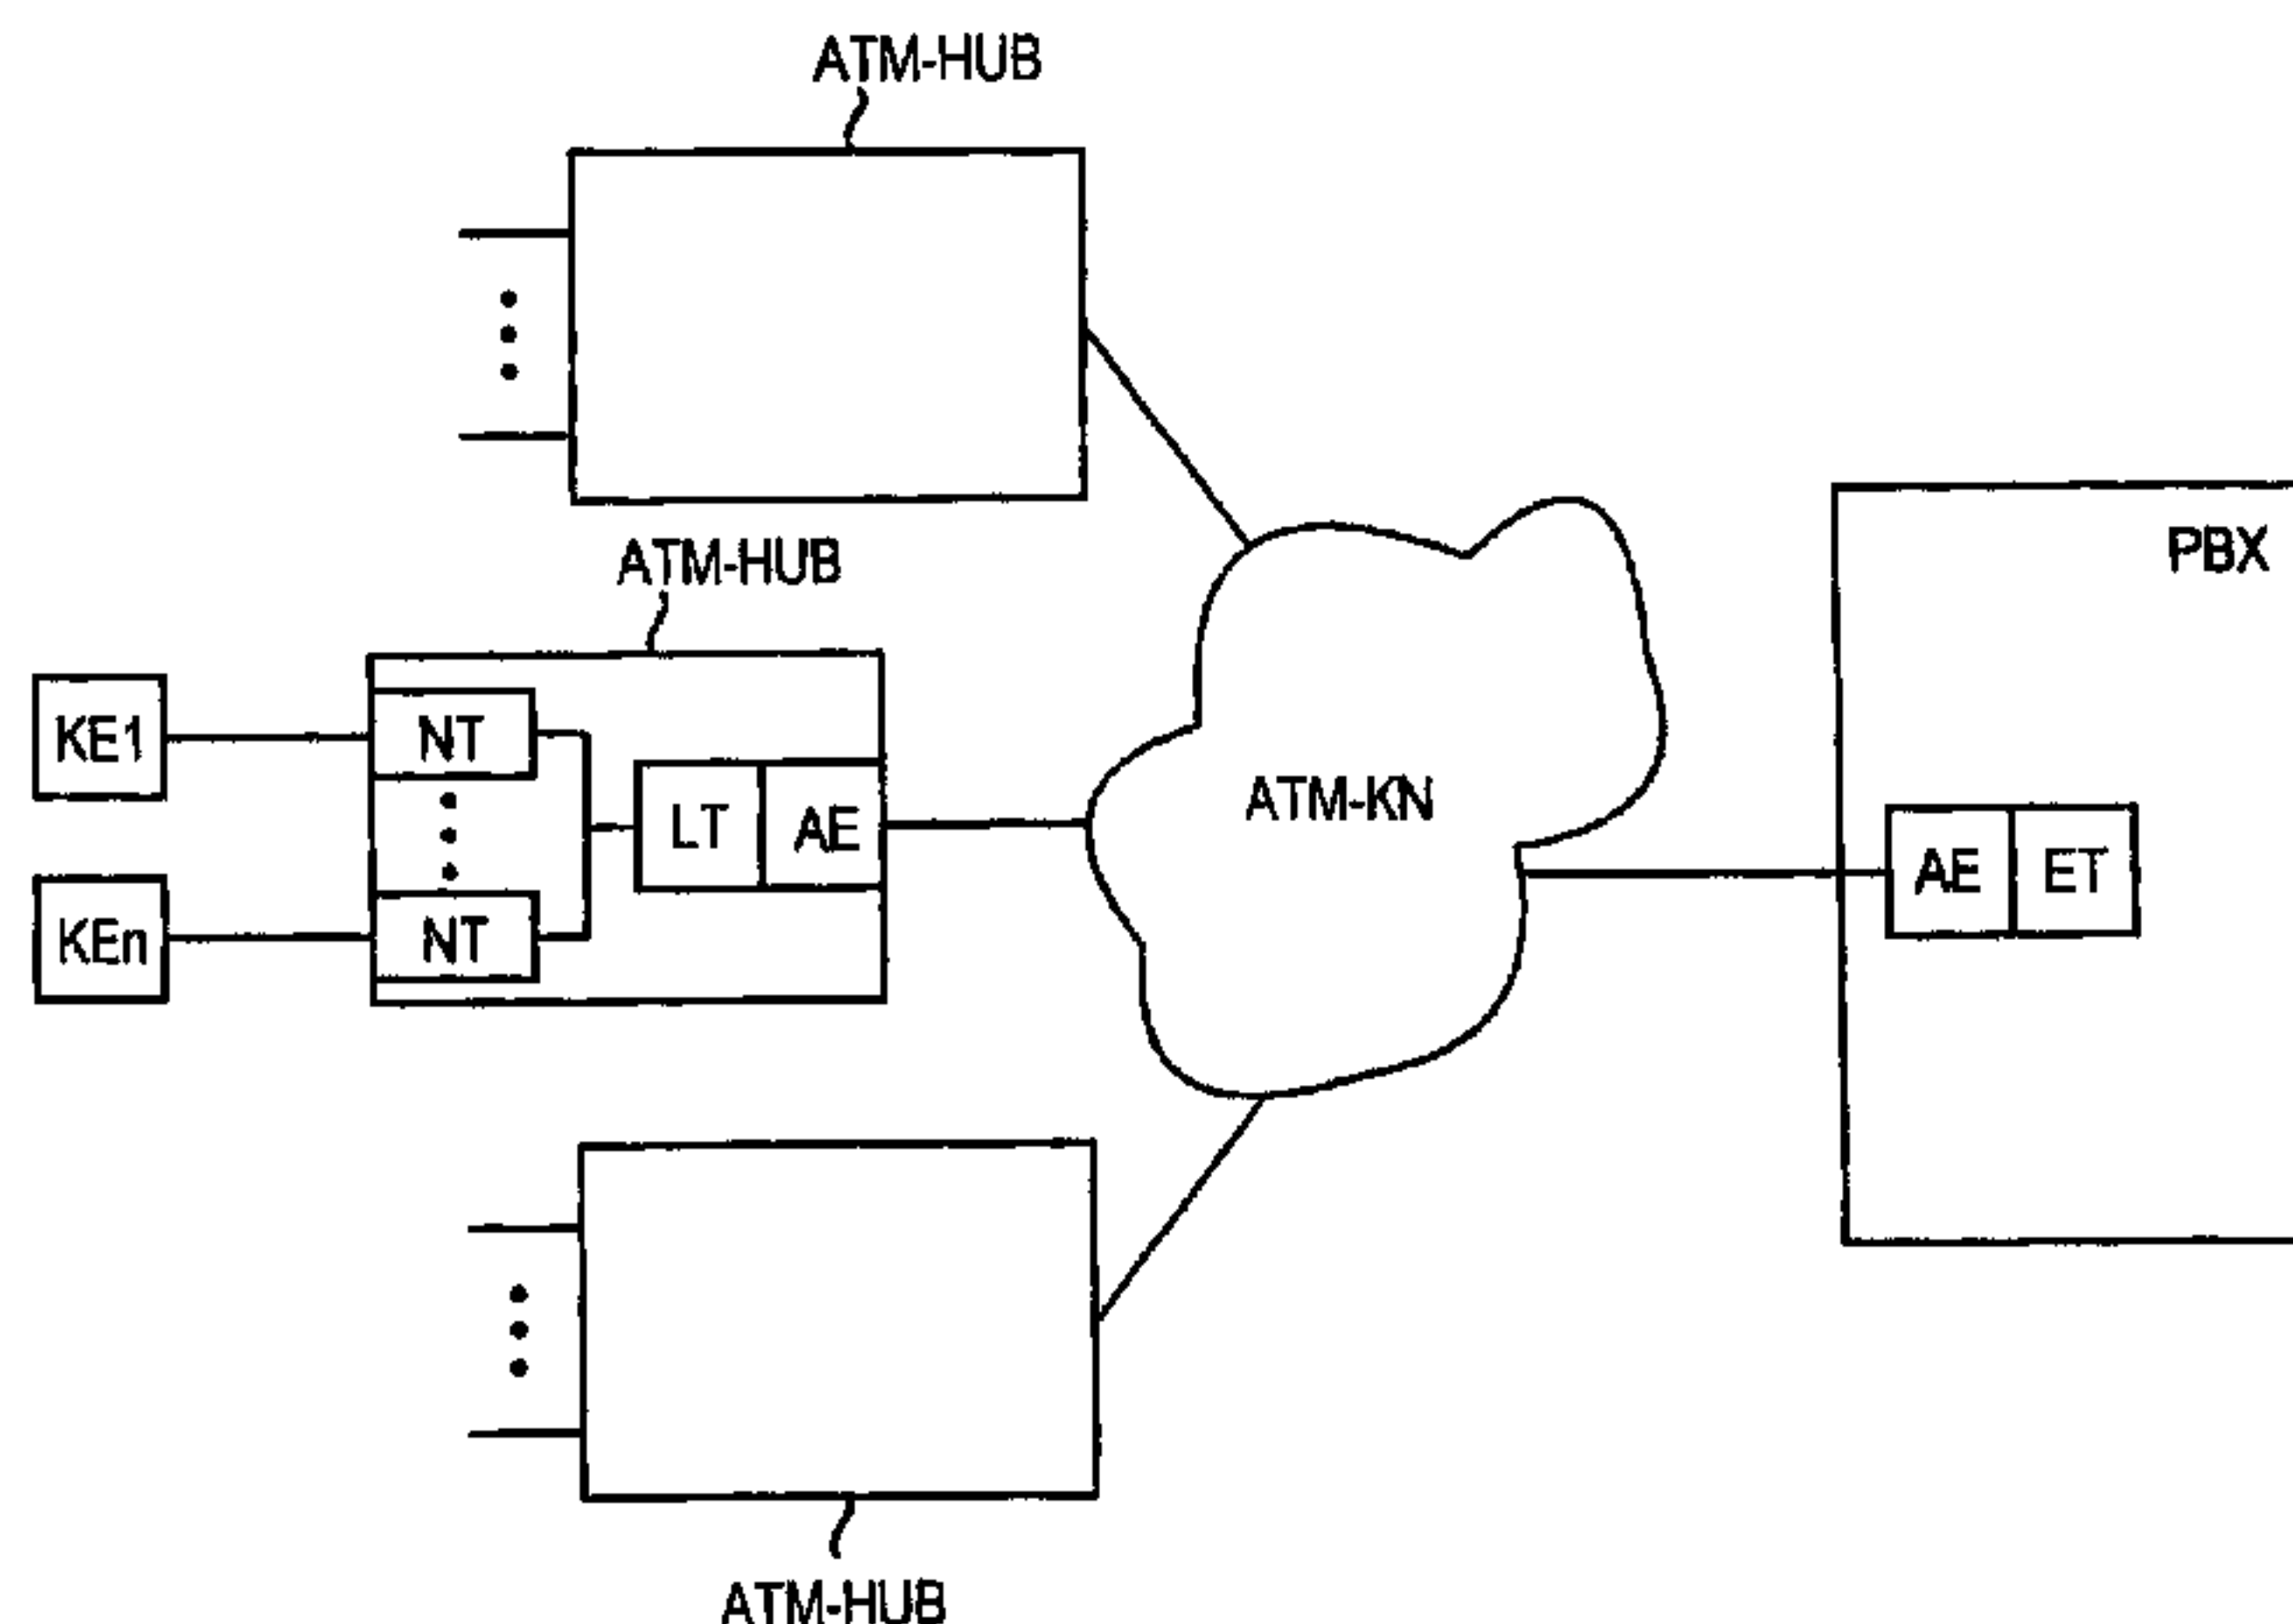 ATM-HUB
PBX
ATM-HUB
KE1
NT
LT
AE
ATM-KN
AE
ET
KEn
NT
ATM-HUB